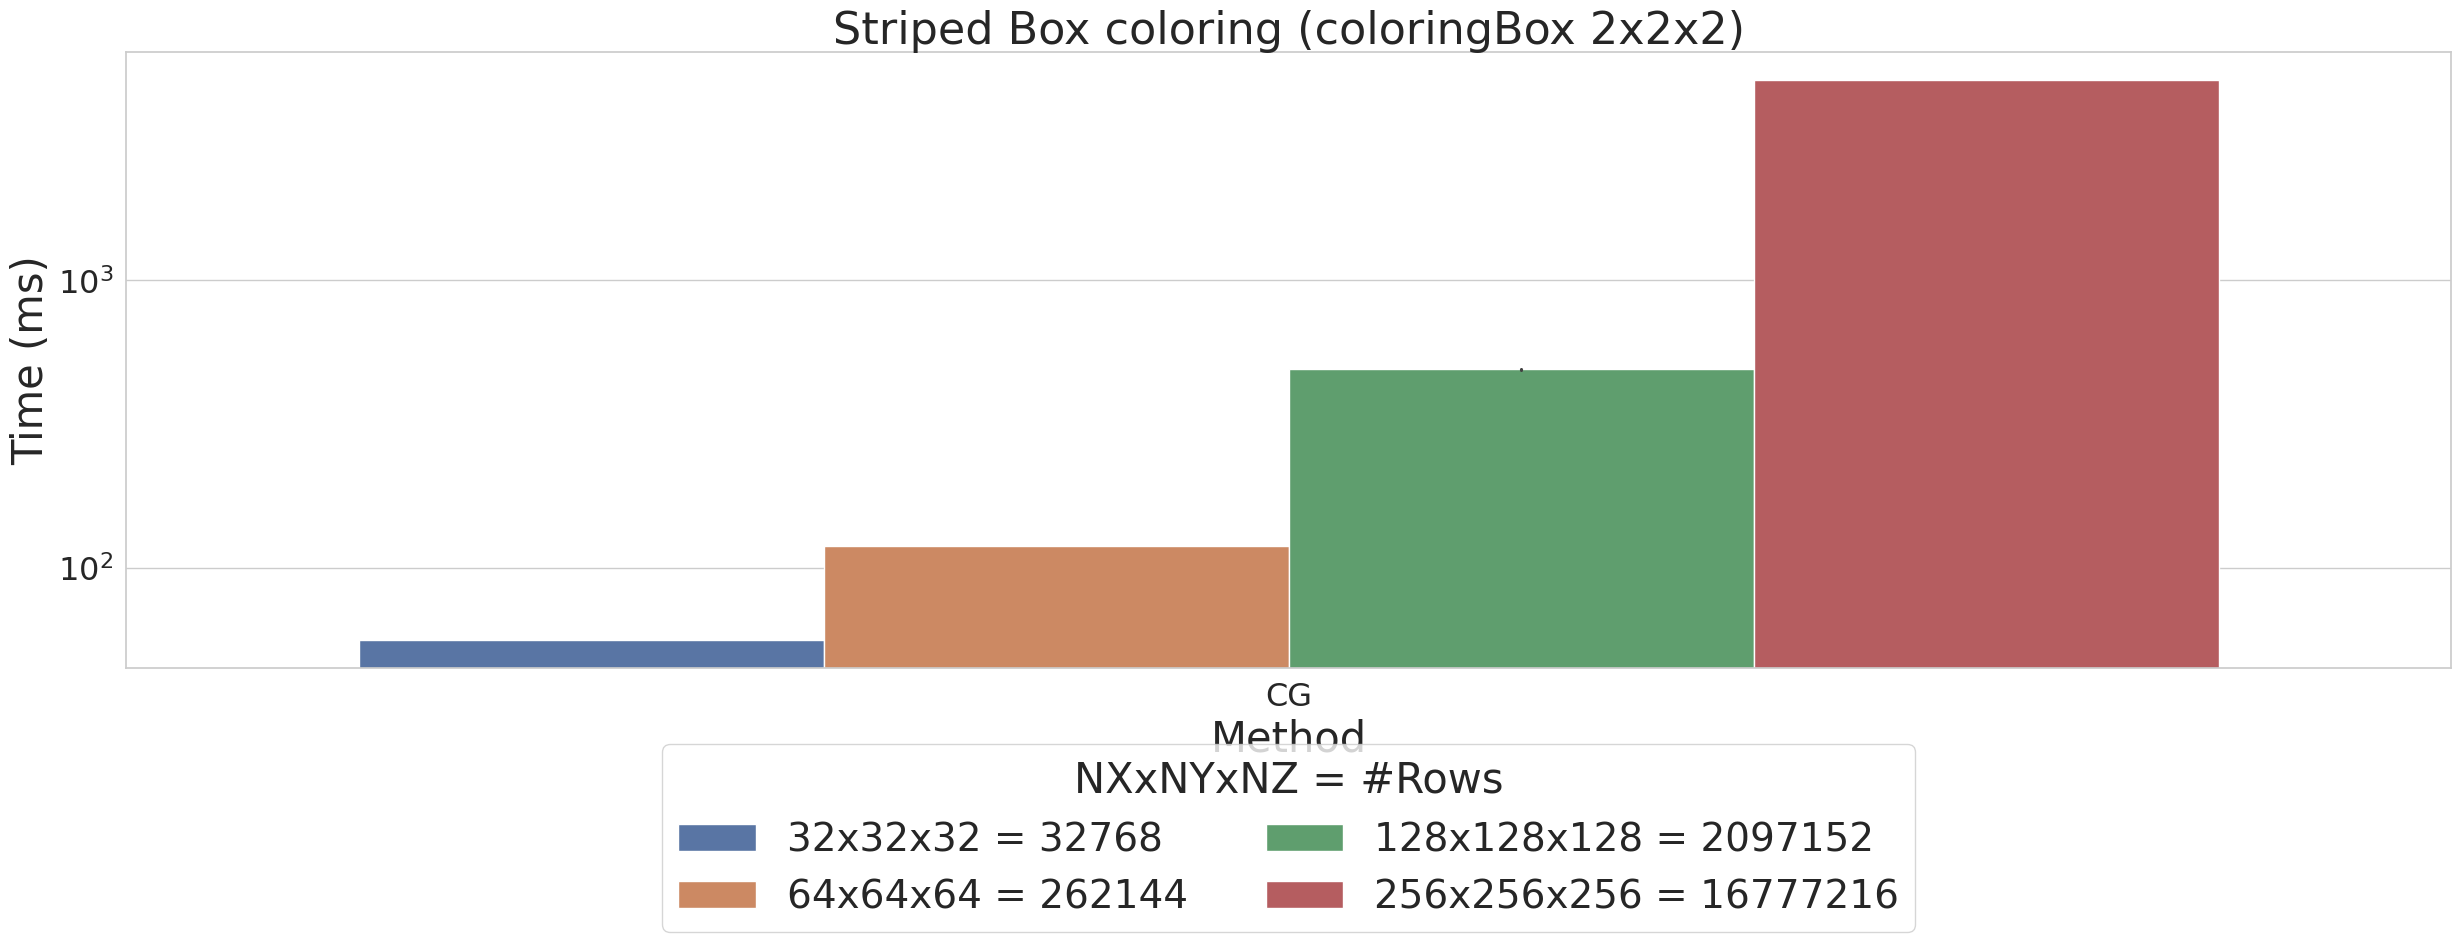 Striped Box coloring (coloringBox 2x2x2)
Time (ms)
10³
10²
CG
Method
NXxNYxNZ = #Rows
32x32x32 = 32768
64x64x64 = 262144
128x128x128 = 2097152
256x256x256 = 16777216